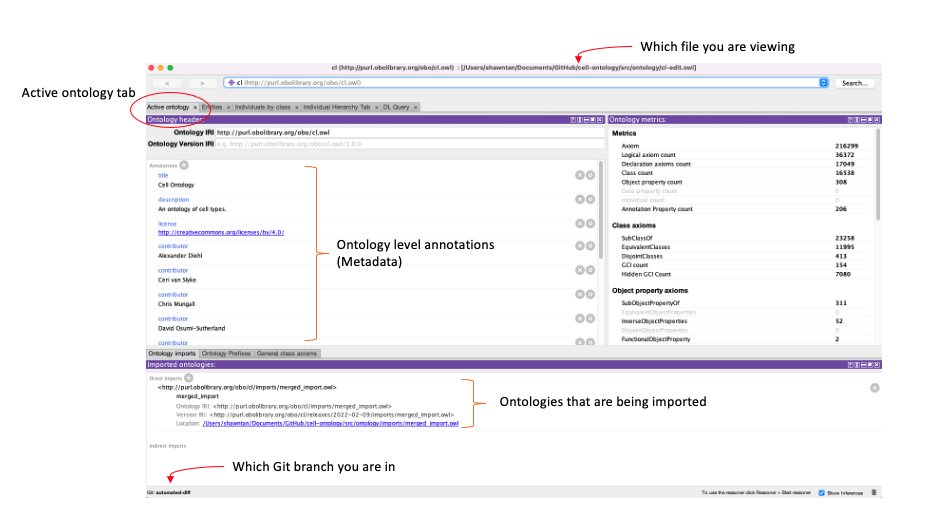 Which file you are viewing
cl (http://purl.obolibrary.org/obo/cl.owl) : [/Users/shawntan/Documents/GitHub/cell-ontology/src/ontology/cl-edit.owl]
< > cl (http://purl.obolibrary.org/obo/cl.owl) Search...
Active ontology tab
Active ontology × Entities × Individuals by class × Individual Hierarchy Tab × DL Query ×
Ontology header:
Ontology IRI http://purl.obolibrary.org/obo/cl.owl
Ontology Version IRI e.g. http://purl.obolibrary.org/obo/cl.owl/1.0.0
Annotations
title
Cell Ontology
description
An ontology of cell types.
license
http://creativecommons.org/licenses/by/4.0/
contributor
Alexander Diehl
contributor
Ceri van Slyke
contributor
Chris Mungall
contributor
David Osumi-Sutherland
contributor
Ontology level annotations
(Metadata)
Ontology metrics:
Metrics
Axiom 216299
Logical axiom count 36372
Declaration axioms count 17049
Class count 16538
Object property count 308
Data property count 0
Individual count 0
Annotation Property count 206
Class axioms
SubClassOf 23258
EquivalentClasses 11995
DisjointClasses 413
GCI count 154
Hidden GCI Count 7080
Object property axioms
SubObjectPropertyOf 311
EquivalentObjectProperties 0
InverseObjectProperties 52
DisjointObjectProperties 0
FunctionalObjectProperty 2
Ontology imports Ontology Prefixes General class axioms
Imported ontologies:
Direct Imports
<http://purl.obolibrary.org/obo/cl/imports/merged_import.owl>
merged_import
Ontology IRI: <http://purl.obolibrary.org/obo/cl/imports/merged_import.owl>
Version IRI: <http://purl.obolibrary.org/obo/cl/releases/2022-02-09/imports/merged_import.owl>
Location: /Users/shawntan/Documents/GitHub/cell-ontology/src/ontology/imports/merged_import.owl
Ontologies that are being imported
Indirect Imports
Which Git branch you are in
Git: automated-diff
To use the reasoner click Reasoner > Start reasoner Show Inferences